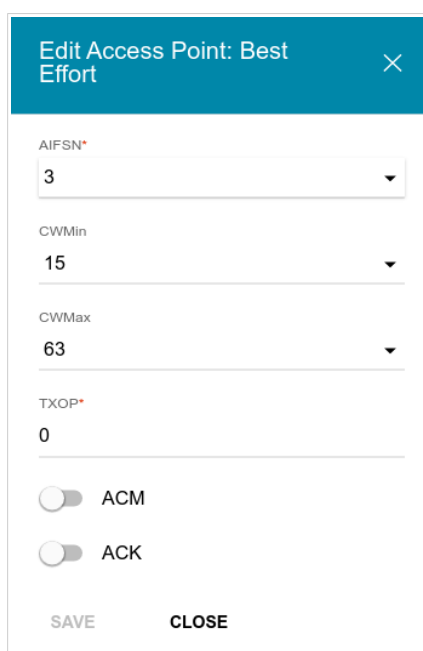 Edit Access Point: Best
Effort
AIFSN*
3
CWMin
15
CWMax
63
TXOP*
0
ACM
ACK
SAVE CLOSE